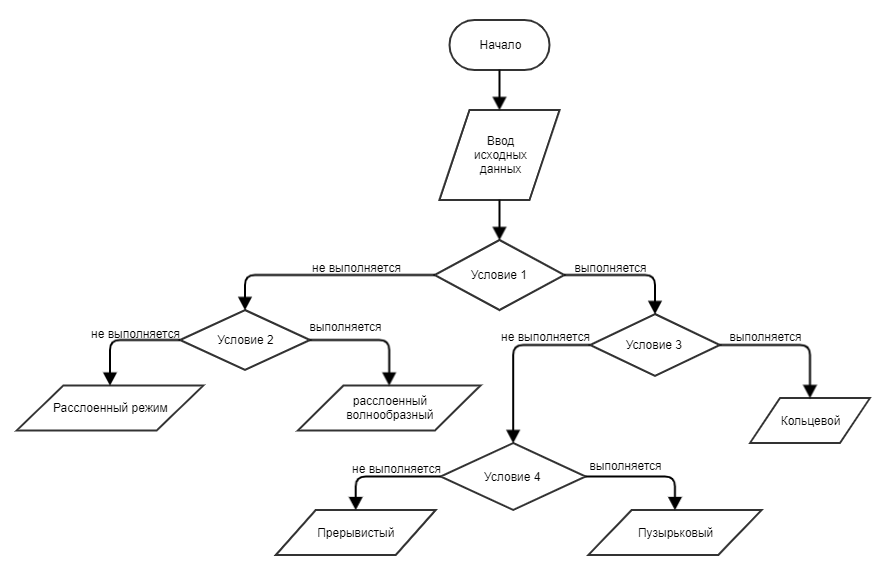 Начало
Ввод
исходных
данных
не выполняется
Условие 1
выполняется
не выполняется
Условие 2
выполняется
не выполняется
Условие 3
выполняется
Расслоенный режим
расслоенный
волнообразный
Кольцевой
не выполняется
Условие 4
выполняется
Прерывистый
Пузырьковый